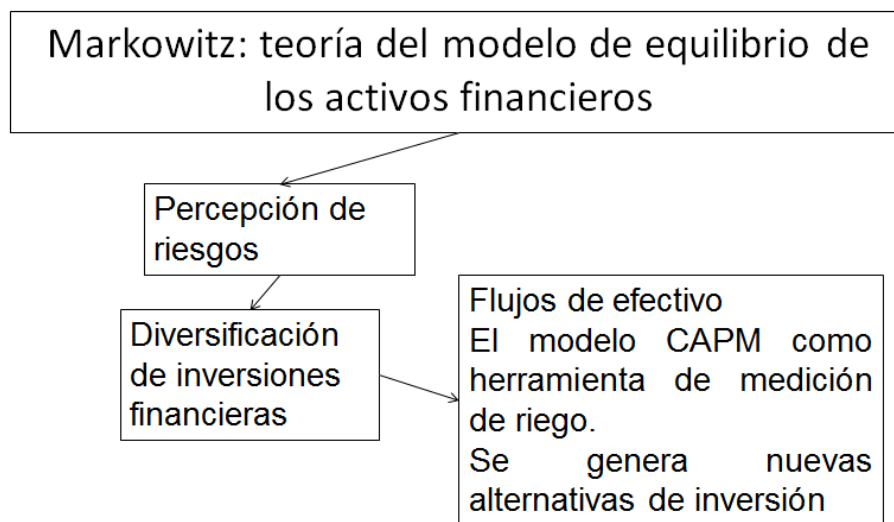 Markowitz: teoría del modelo de equilibrio de
los activos financieros
Percepción de
riesgos
Diversificación
de inversiones
financieras
Flujos de efectivo
El modelo CAPM como
herramienta de medición
de riego.
Se genera nuevas
alternativas de inversión